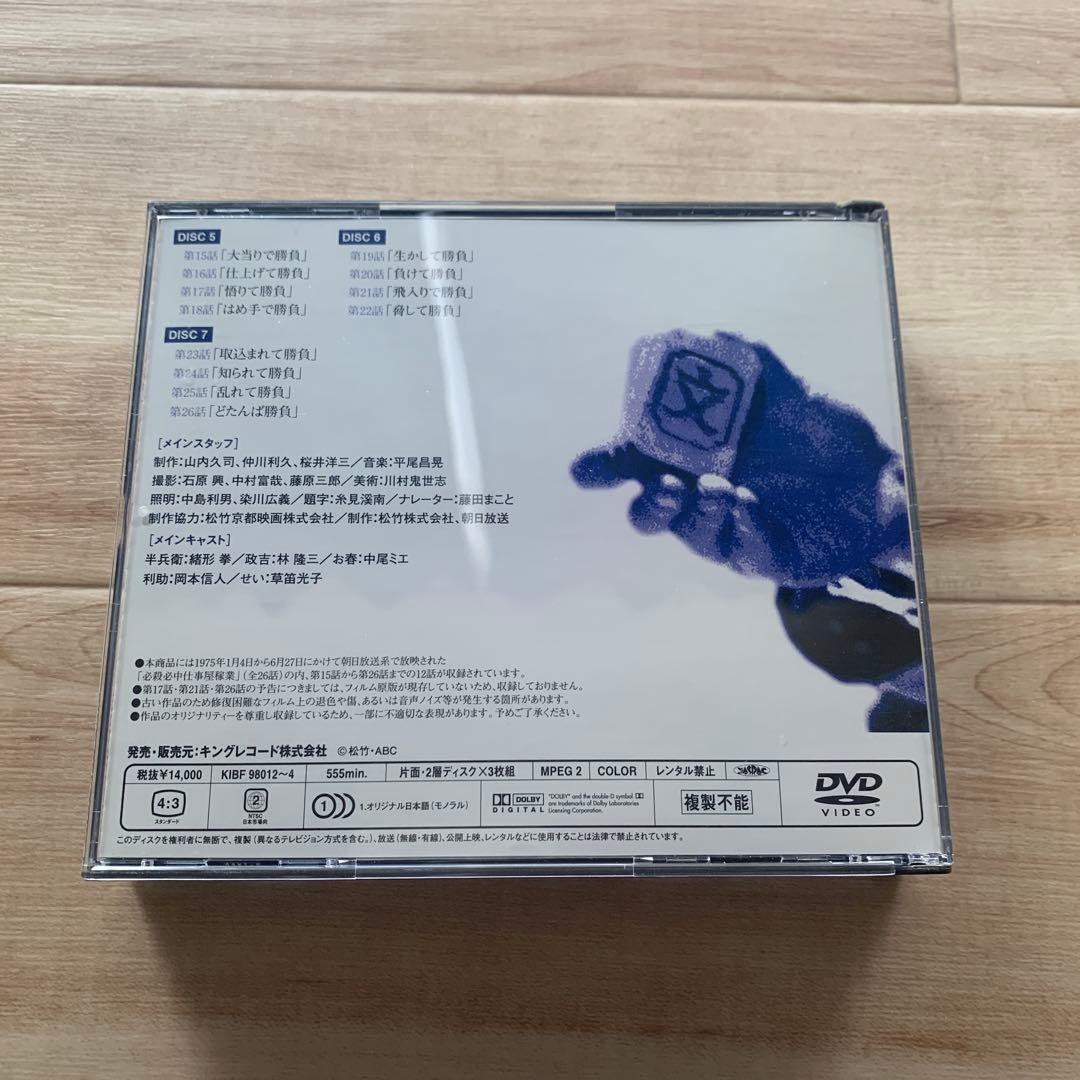 DISC 5
第15話「大当りで勝負」
第16話「仕上げて勝負」
第17話「悟りて勝負」
第18話「はめ手で勝負」
DISC 6
第19話「生かして勝負」
第20話「負けて勝負」
第21話「飛入りで勝負」
第22話「脅して勝負」
DISC 7
第23話「取込まれて勝負」
第24話「知られて勝負」
第25話「乱れて勝負」
第26話「どたんば勝負」
[メインスタッフ]
制作:山内久司、仲川利久、桜井洋三/音楽:平尾昌晃
撮影:石原 興、中村富哉、藤原三郎/美術:川村鬼世志
照明:中島利男、染川広義/題字:糸見溪南/ナレーター:藤田まこと
制作協力:松竹京都映画株式会社/制作:松竹株式会社、朝日放送
[メインキャスト]
半兵衛:緒形 拳/政吉:林 隆三/お春:中尾ミエ
利助:岡本信人/せい:草笛光子
文
●本商品には1975年1月4日から6月27日にかけて朝日放送系で放映された
「必殺必中仕事屋稼業」(全26話)の内、第15話から第26話までの12話が収録されています。
●第17話・第21話・第26話の予告につきましては、フィルム原版が現存していないため、収録しておりません。
●古い作品のため修復困難なフィルム上の退色や傷、あるいは音声ノイズ等が発生する箇所があります。
●作品のオリジナリティーを尊重し収録しているため、一部に不適切な表現があります。予めご了承ください。
発売・販売元:キングレコード株式会社 ©松竹・ABC
税抜¥14,000 KIBF 98012〜4 555min. 片面・2層ディスク×3枚組 MPEG 2 COLOR レンタル禁止 JASRAC
4:3
スタンダード
2
NTSC
日本市場向
1
1.オリジナル日本語(モノラル)
DOLBY
DIGITAL
"DOLBY" and the double-D symbol
are trademarks of Dolby Laboratories
Licensing Corporation.
複製不能
DVD
VIDEO
このディスクを権利者に無断で、複製(異なるテレビジョン方式を含む。)、放送(無線・有線)、公開上映、レンタルなどに使用することは法律で禁止されています。